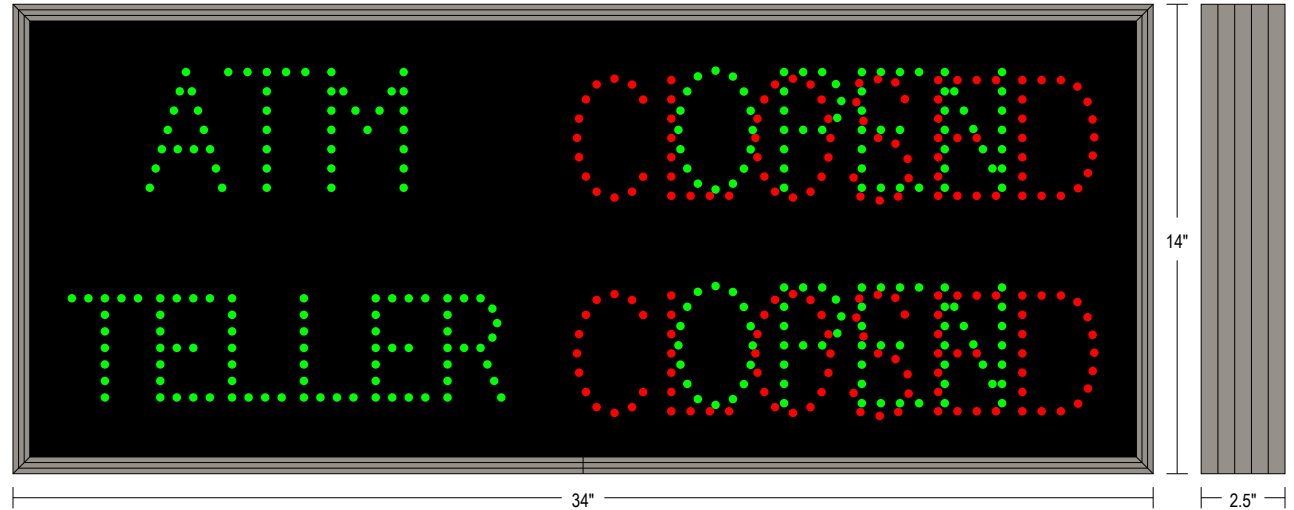 ATM OPEN CLOSED
TELLER OPEN CLOSED
14"
34"
2.5"